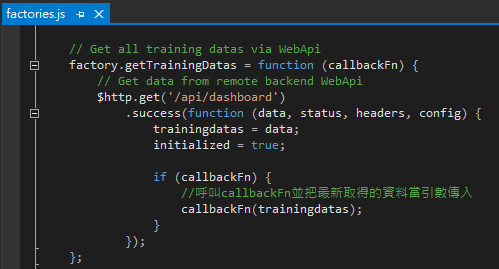 factories.js
// Get all training datas via WebApi
factory.getTrainingDatas = function (callbackFn) {
// Get data from remote backend WebApi
$http.get('/api/dashboard')
.success(function (data, status, headers, config) {
trainingdatas = data;
initialized = true;
if (callbackFn) {
//呼叫callbackFn並把最新取得的資料當引數傳入
callbackFn(trainingdatas);
}
});
};